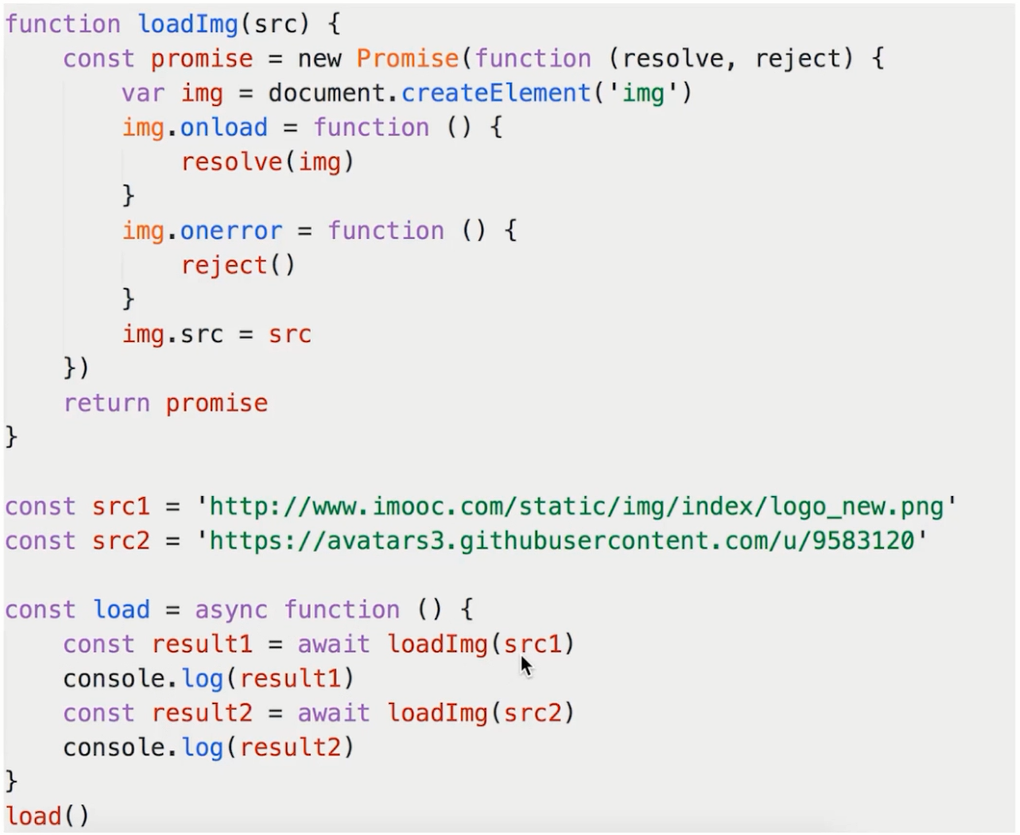 function loadImg(src) {
    const promise = new Promise(function (resolve, reject) {
        var img = document.createElement('img')
        img.onload = function () {
            resolve(img)
        }
        img.onerror = function () {
            reject()
        }
        img.src = src
    })
    return promise
}

const src1 = 'http://www.imooc.com/static/img/index/logo_new.png'
const src2 = 'https://avatars3.githubusercontent.com/u/9583120'

const load = async function () {
    const result1 = await loadImg(src1)
    console.log(result1)
    const result2 = await loadImg(src2)
    console.log(result2)
}
load()